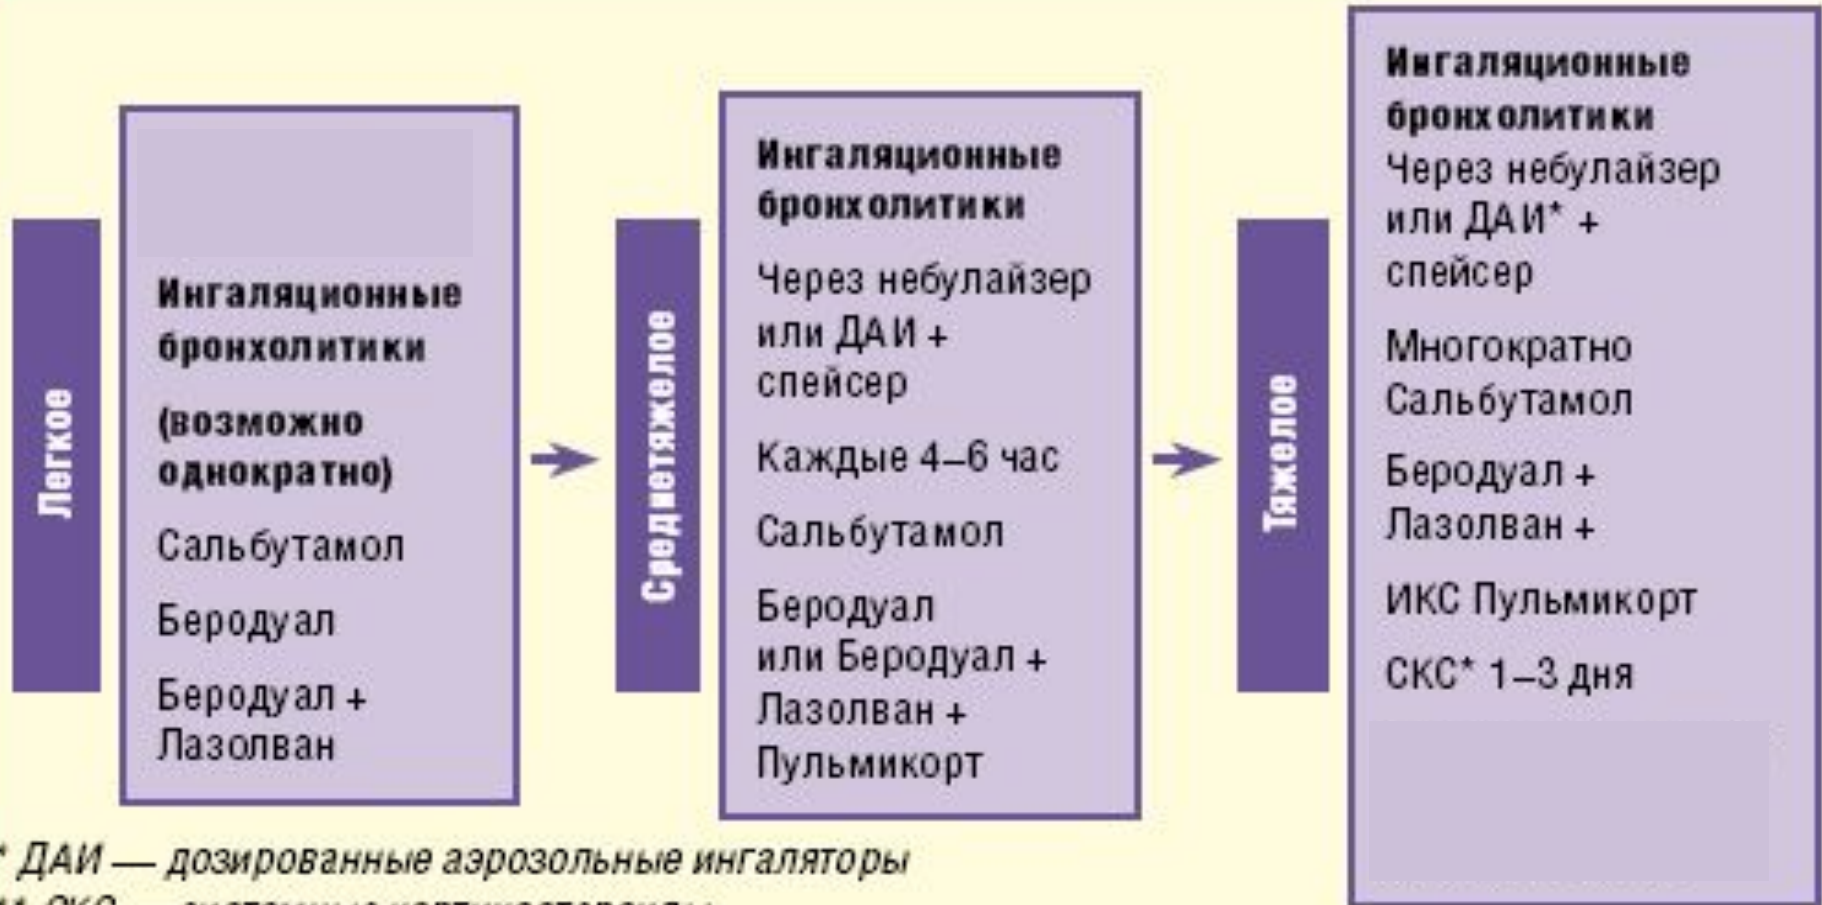 Легкое
Ингаляционные
бронхолитики
(возможно
однократно)
Сальбутамол
Беродуал
Беродуал +
Лазолван
Среднетяжелое
Ингаляционные
бронхолитики
Через небулайзер
или ДАИ +
спейсер
Каждые 4–6 час
Сальбутамол
Беродуал
или Беродуал +
Лазолван +
Пульмикорт
Тяжелое
Ингаляционные
бронхолитики
Через небулайзер
или ДАИ* +
спейсер
Многократно
Сальбутамол
Беродуал +
Лазолван +
ИКС Пульмикорт
СКС* 1–3 дня
* ДАИ — дозированные аэрозольные ингаляторы